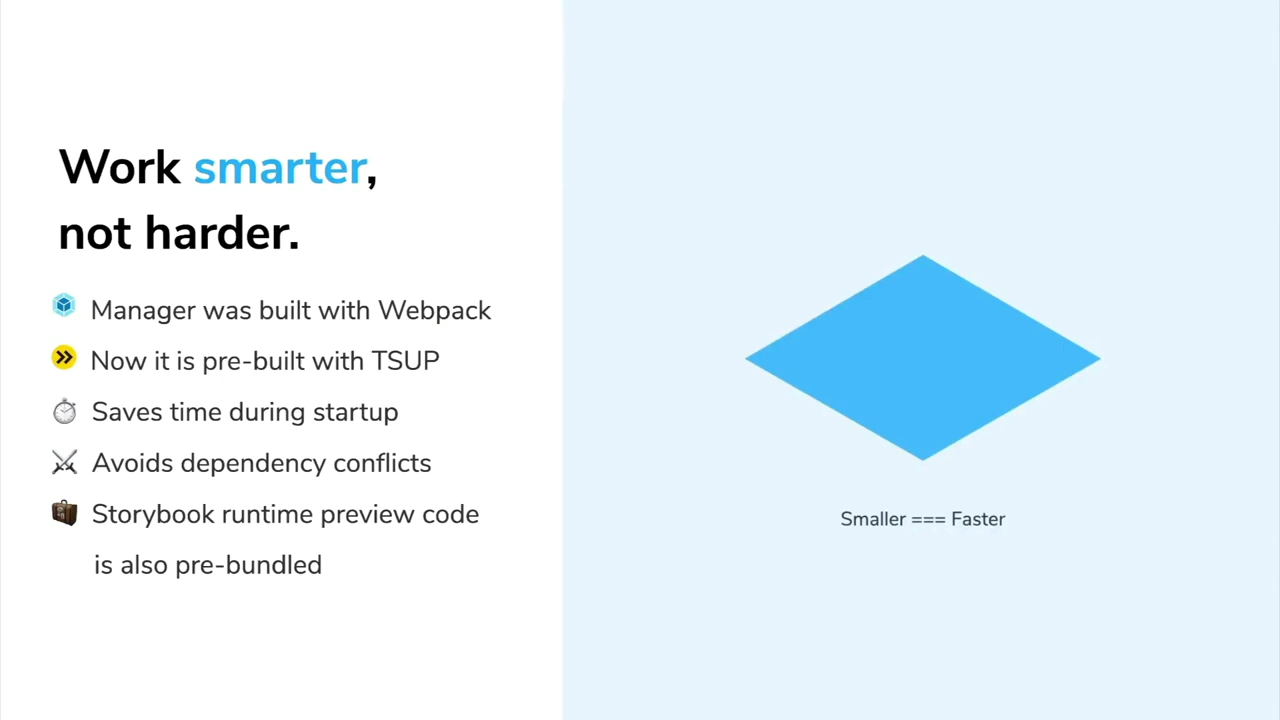 Work smarter,
not harder.
Manager was built with Webpack
Now it is pre-built with TSUP
Saves time during startup
Avoids dependency conflicts
Storybook runtime preview code
is also pre-bundled
Smaller === Faster